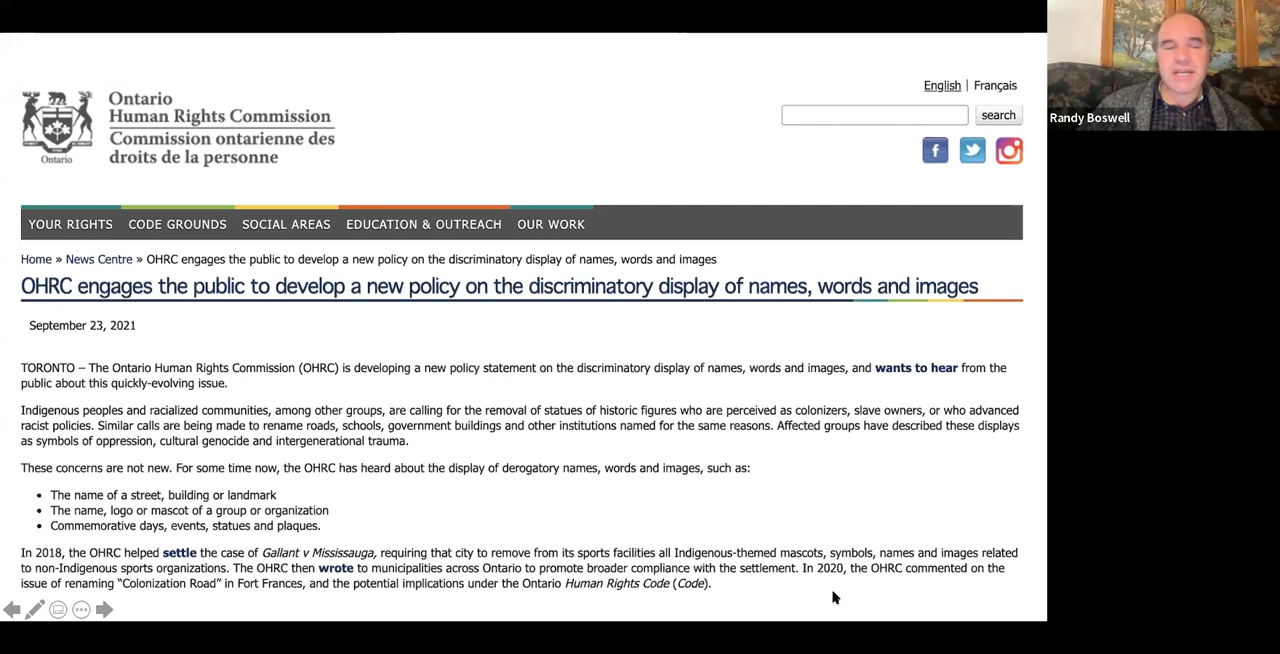 English | Français
Ontario
Human Rights Commission
Commission ontarienne des
droits de la personne
Ontario
search
Randy Boswell
YOUR RIGHTS CODE GROUNDS SOCIAL AREAS EDUCATION & OUTREACH OUR WORK
Home » News Centre » OHRC engages the public to develop a new policy on the discriminatory display of names, words and images
OHRC engages the public to develop a new policy on the discriminatory display of names, words and images
September 23, 2021
TORONTO – The Ontario Human Rights Commission (OHRC) is developing a new policy statement on the discriminatory display of names, words and images, and wants to hear from the
public about this quickly-evolving issue.
Indigenous peoples and racialized communities, among other groups, are calling for the removal of statues of historic figures who are perceived as colonizers, slave owners, or who advanced
racist policies. Similar calls are being made to rename roads, schools, government buildings and other institutions named for the same reasons. Affected groups have described these displays
as symbols of oppression, cultural genocide and intergenerational trauma.
These concerns are not new. For some time now, the OHRC has heard about the display of derogatory names, words and images, such as:
• The name of a street, building or landmark
• The name, logo or mascot of a group or organization
• Commemorative days, events, statues and plaques.
In 2018, the OHRC helped settle the case of Gallant v Mississauga, requiring that city to remove from its sports facilities all Indigenous-themed mascots, symbols, names and images related
to non-Indigenous sports organizations. The OHRC then wrote to municipalities across Ontario to promote broader compliance with the settlement. In 2020, the OHRC commented on the
issue of renaming “Colonization Road” in Fort Frances, and the potential implications under the Ontario Human Rights Code (Code).